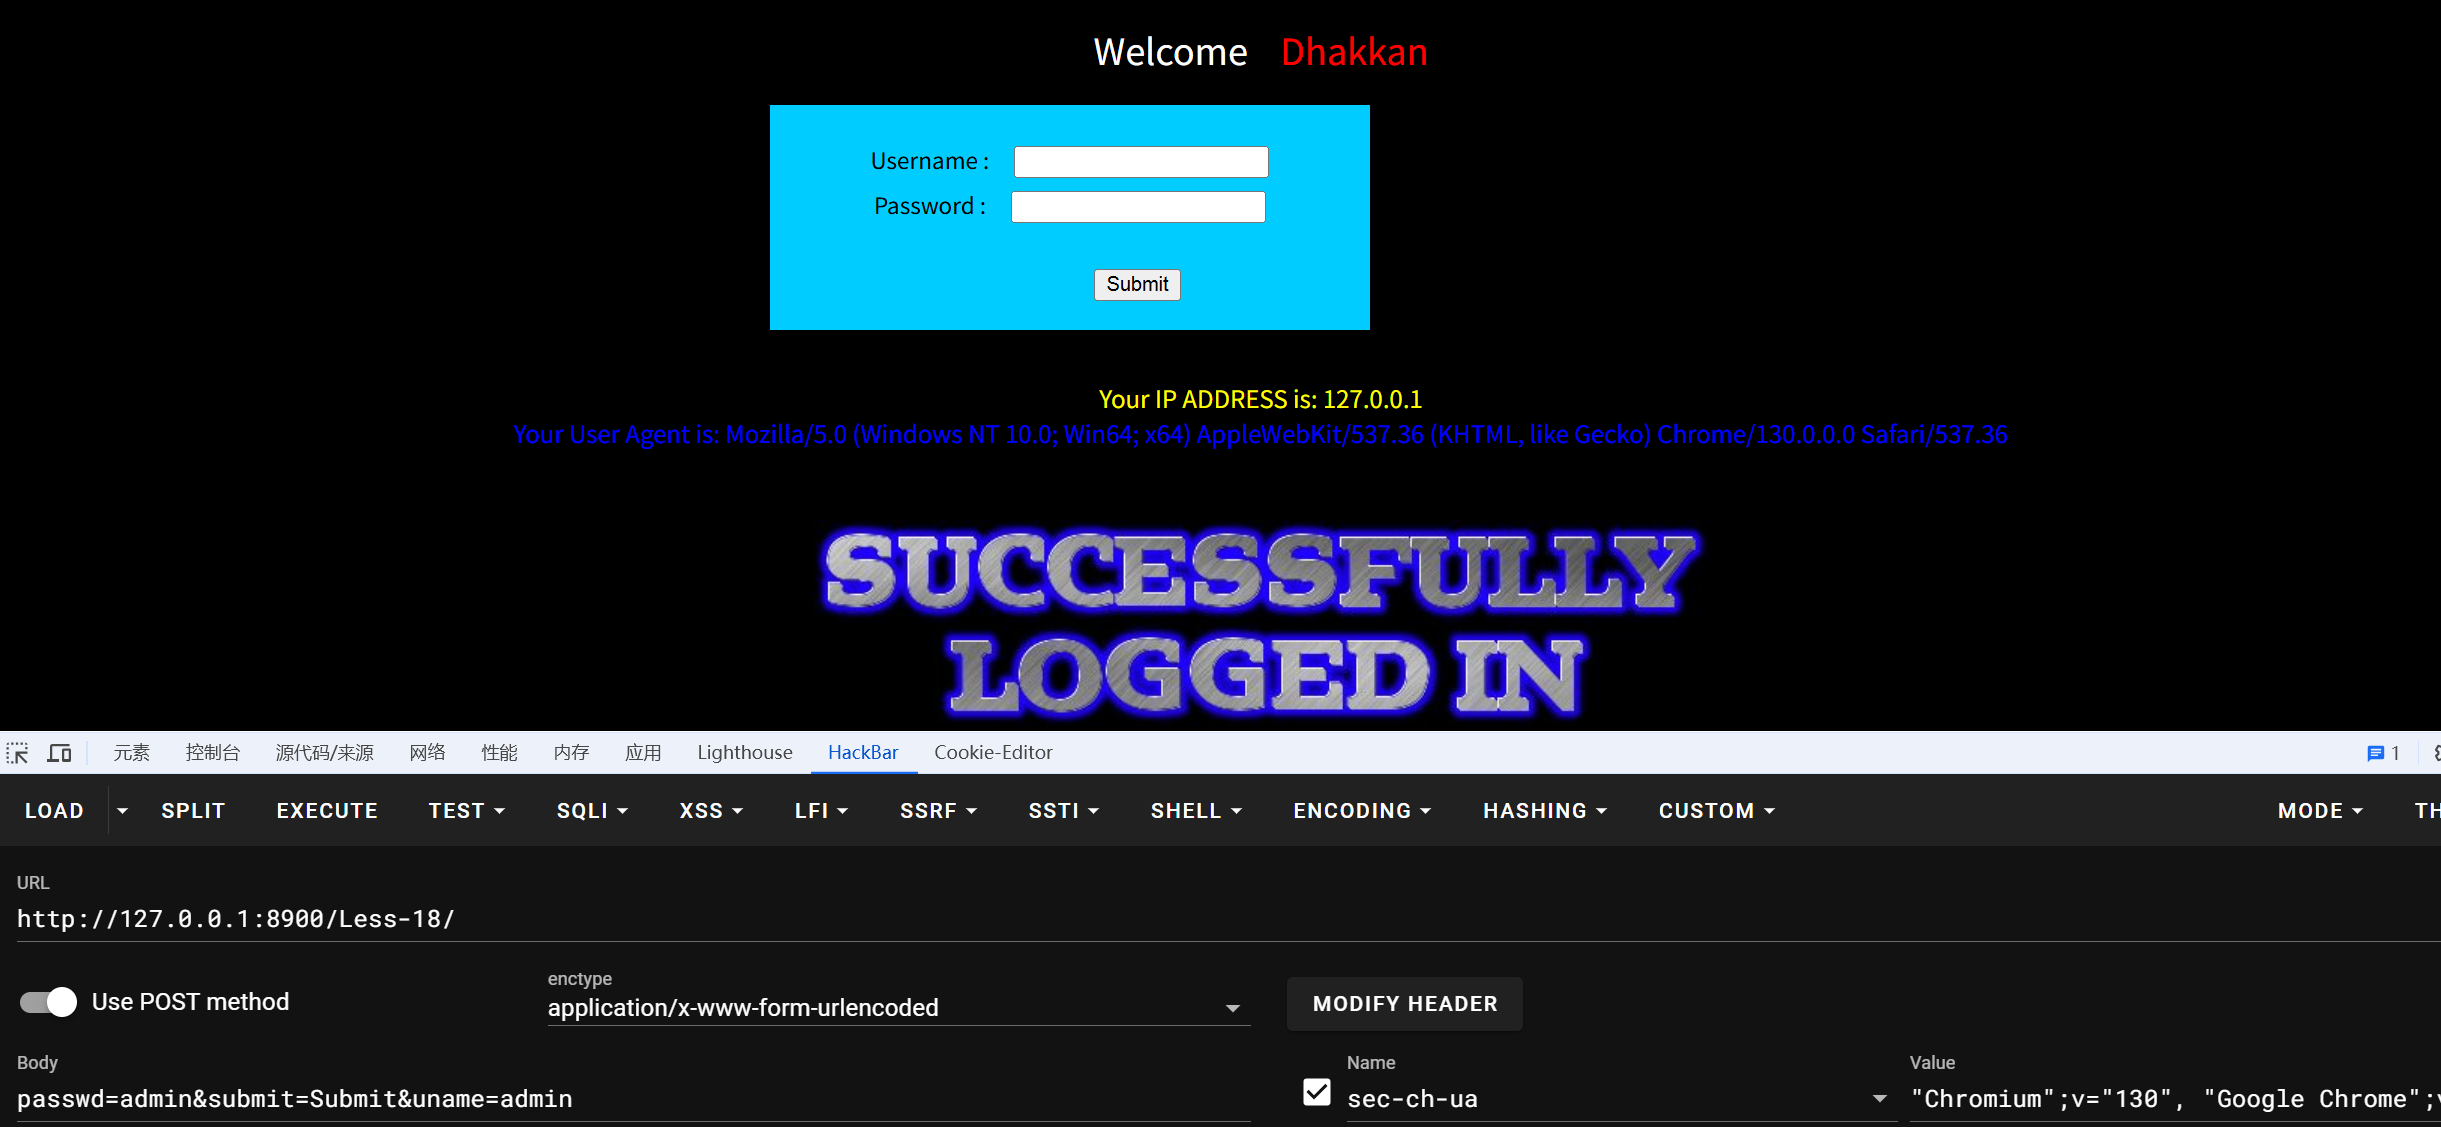 Welcome Dhakkan
Username :
Password :
Submit
Your IP ADDRESS is: 127.0.0.1
Your User Agent is: Mozilla/5.0 (Windows NT 10.0; Win64; x64) AppleWebKit/537.36 (KHTML, like Gecko) Chrome/130.0.0.0 Safari/537.36
SUCCESSFULLY
LOGGED IN
元素 控制台 源代码/来源 网络 性能 内存 应用 Lighthouse HackBar Cookie-Editor 1
LOAD SPLIT EXECUTE TEST SQLI XSS LFI SSRF SSTI SHELL ENCODING HASHING CUSTOM MODE TH
URL
http://127.0.0.1:8900/Less-18/
Use POST method
enctype
application/x-www-form-urlencoded
MODIFY HEADER
Body
passwd=admin&submit=Submit&uname=admin
Name
sec-ch-ua
Value
"Chromium";v="130", "Google Chrome";v